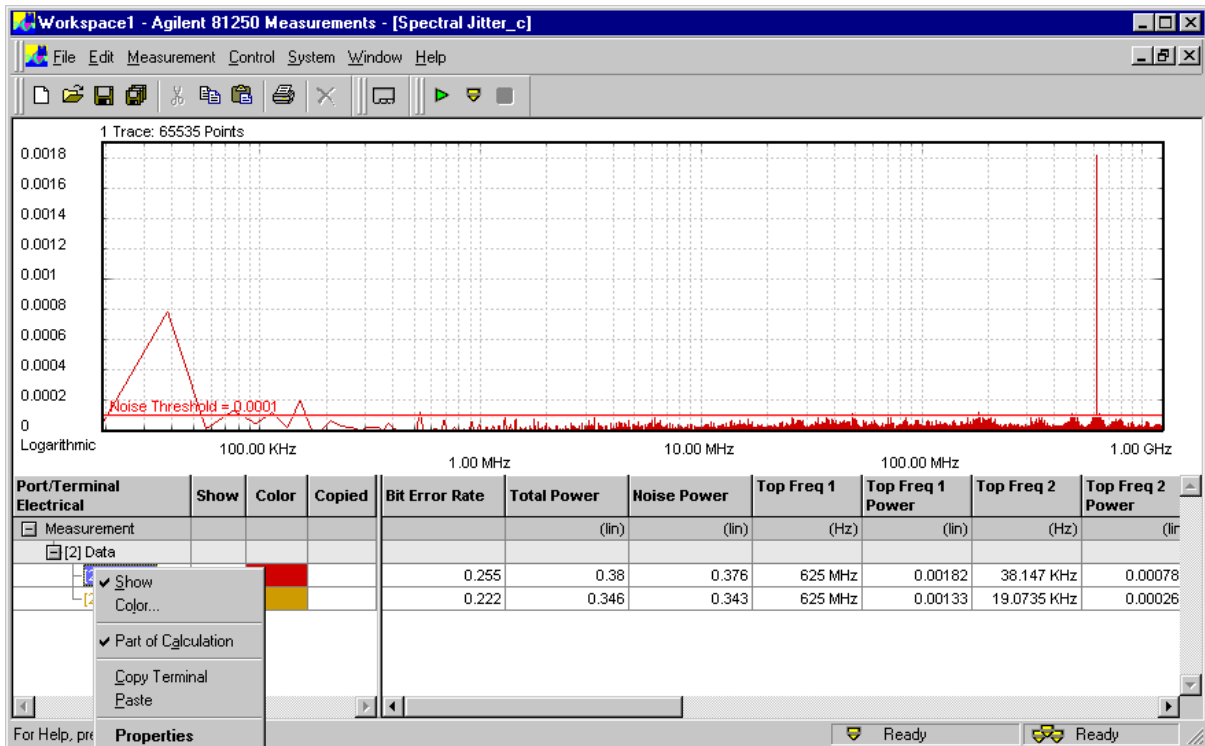 Workspace1 - Agilent 81250 Measurements - [Spectral Jitter_c]
File Edit Measurement Control System Window Help
1 Trace: 65535 Points
0.0018
0.0016
0.0014
0.0012
0.001
0.0008
0.0006
0.0004
0.0002
Noise Threshold = 0.0001
0
Logarithmic 100.00 KHz 1.00 MHz 10.00 MHz 100.00 MHz 1.00 GHz
Port/Terminal Electrical Show Color Copied Bit Error Rate Total Power Noise Power Top Freq 1 Top Freq 1 Power Top Freq 2 Top Freq 2 Power
Measurement (lin) (lin) (Hz) (lin) (Hz) (lin
[2] Data
[2 0.255 0.38 0.376 625 MHz 0.00182 38.147 KHz 0.00078
[2 0.222 0.346 0.343 625 MHz 0.00133 19.0735 KHz 0.00026
Show
Color...
Part of Calculation
Copy Terminal
Paste
Properties
For Help, pre Ready Ready